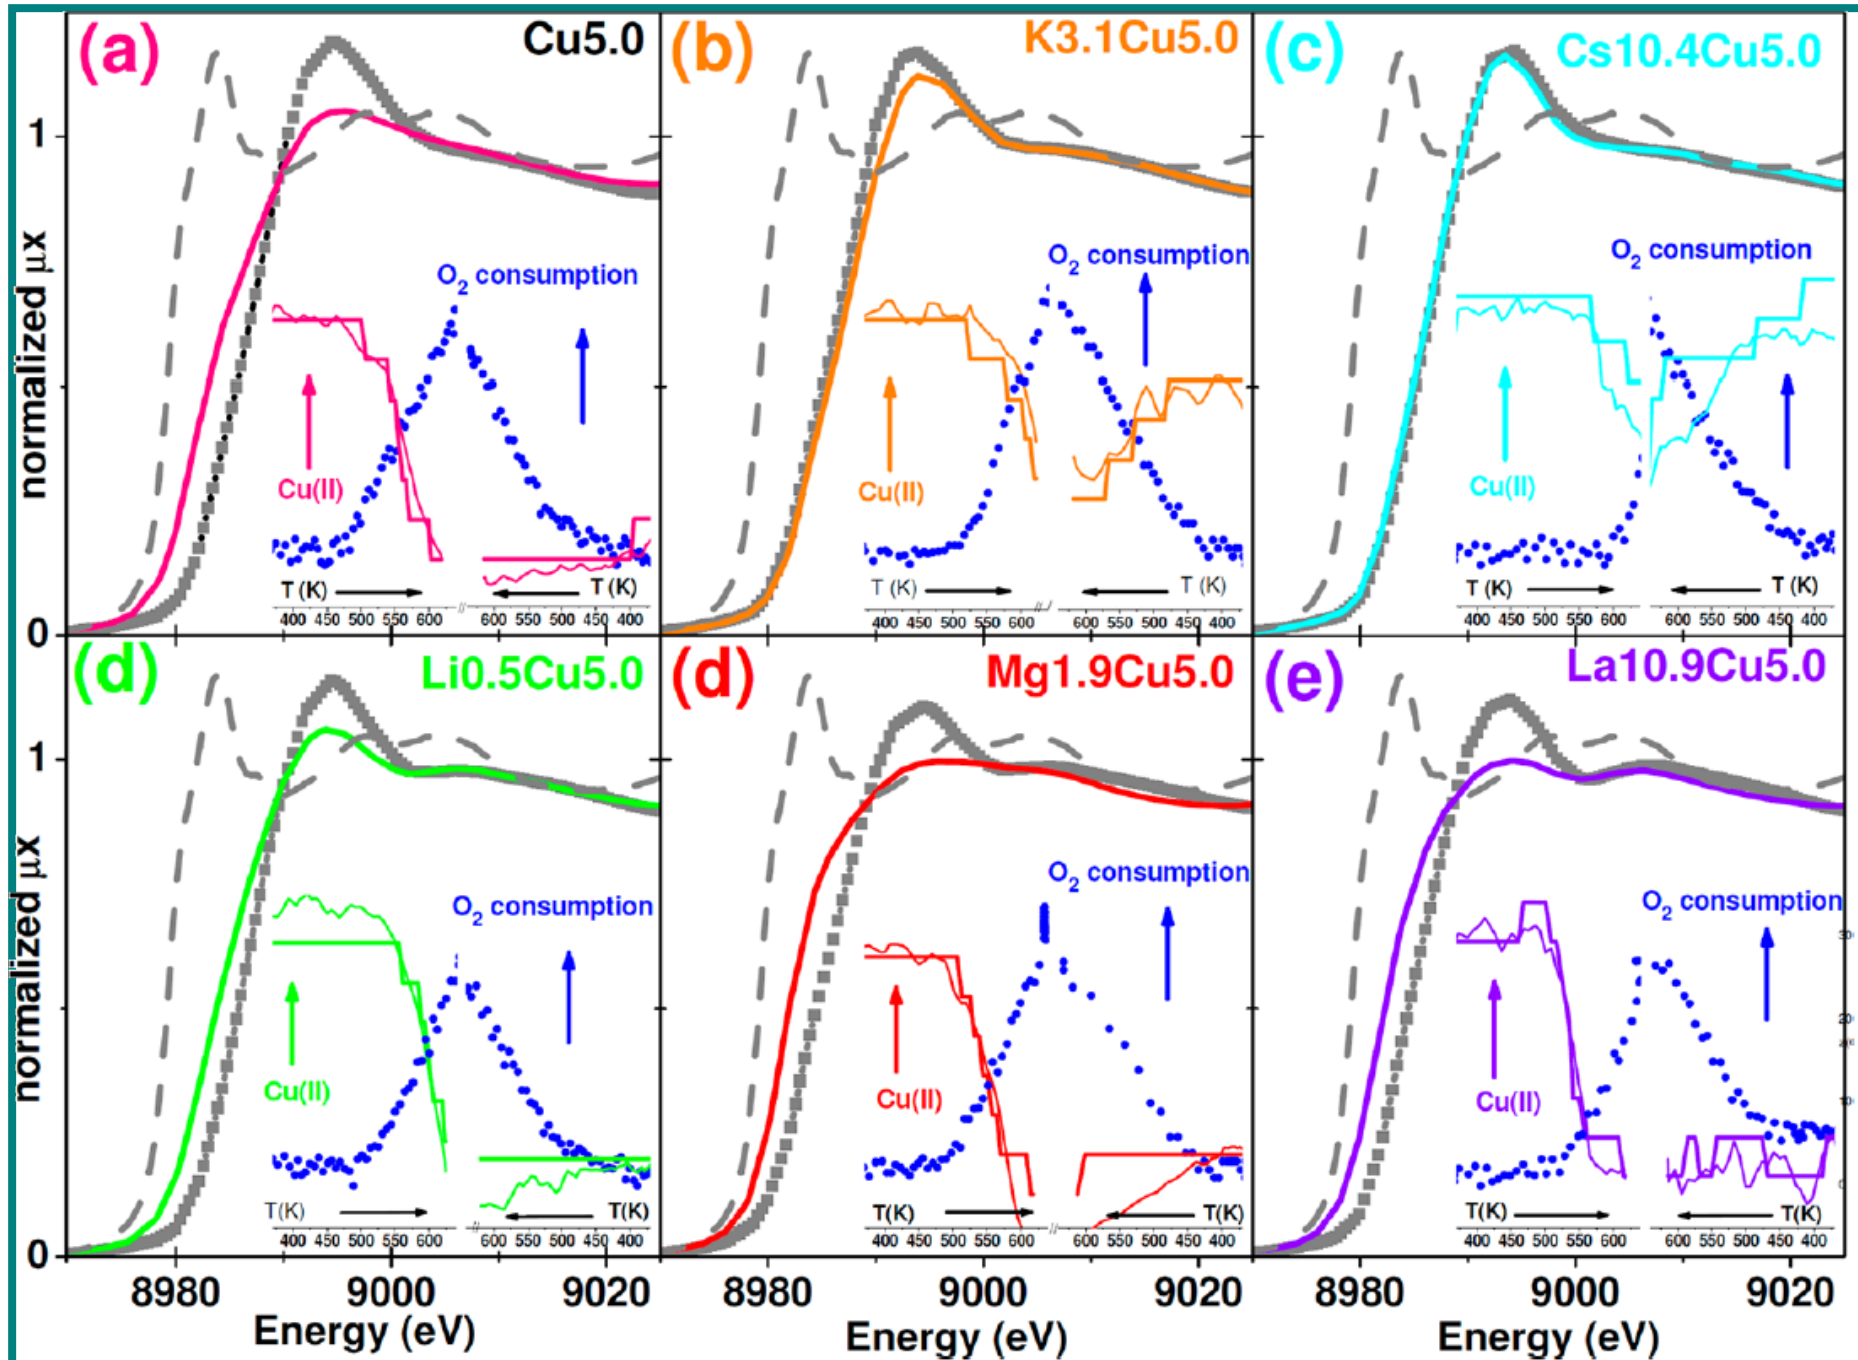 (a) Cu5.0
(b) K3.1Cu5.0
(c) Cs10.4Cu5.0
normalized µx
1
0
O2 consumption
Cu(II)
T (K) T (K)
400 450 500 550 600 // 600 550 500 450 400
O2 consumption
Cu(II)
T (K) T (K)
400 450 500 550 600 // 600 550 500 450 400
O2 consumption
Cu(II)
T (K) T (K)
400 450 500 550 600 600 550 500 450 400
(d) Li0.5Cu5.0
(d) Mg1.9Cu5.0
(e) La10.9Cu5.0
normalized µx
1
0
O2 consumption
Cu(II)
T(K) T(K)
400 450 500 550 600 // 600 550 500 450 400
O2 consumption
Cu(II)
T(K) T(K)
400 450 500 550 600 // 600 550 500 450 400
O2 consumption
Cu(II)
T(K) T(K)
400 450 500 550 600 600 550 500 450 400
8980 9000 9020
8980 9000 9020
8980 9000 9020
Energy (eV)
Energy (eV)
Energy (eV)